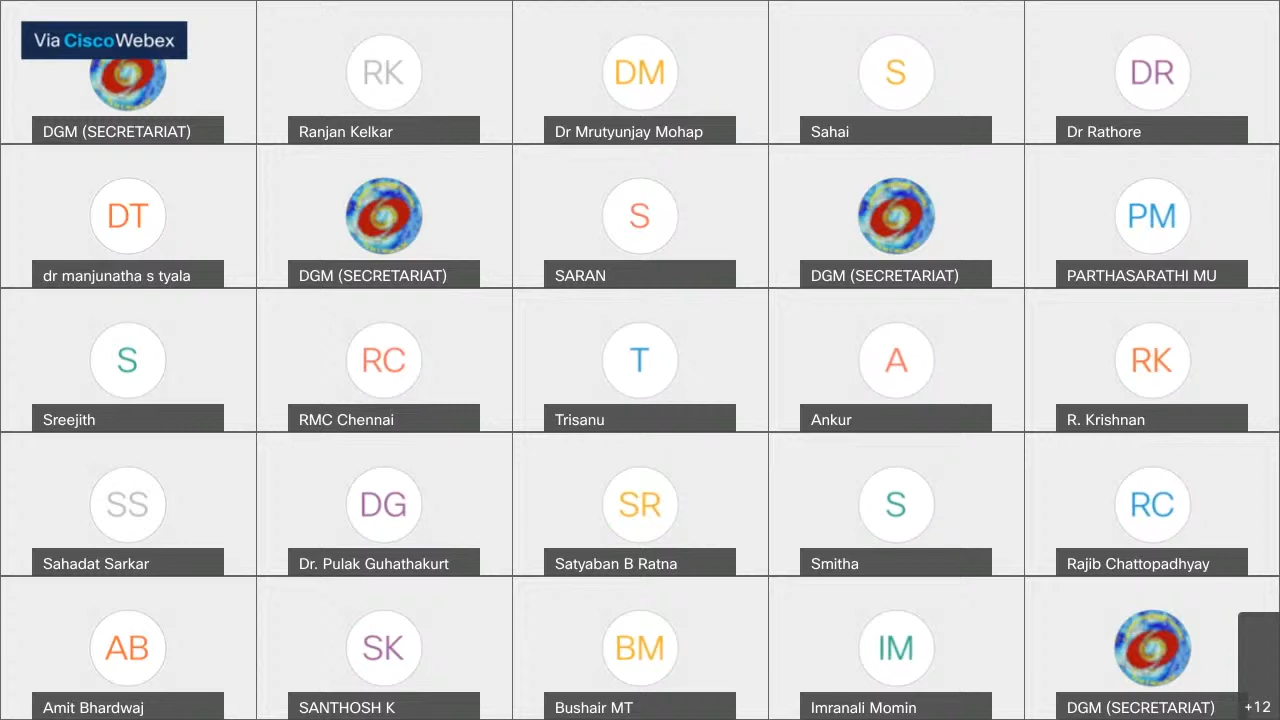 Via Cisco Webex
DGM (SECRETARIAT)
RK
Ranjan Kelkar
DM
Dr Mrutyunjay Mohap
S
Sahai
DR
Dr Rathore
DT
dr manjunatha s tyala
DGM (SECRETARIAT)
S
SARAN
DGM (SECRETARIAT)
PM
PARTHASARATHI MU
S
Sreejith
RC
RMC Chennai
T
Trisanu
A
Ankur
RK
R. Krishnan
SS
Sahadat Sarkar
DG
Dr. Pulak Guhathakurt
SR
Satyaban B Ratna
S
Smitha
RC
Rajib Chattopadhyay
AB
Amit Bhardwaj
SK
SANTHOSH K
BM
Bushair MT
IM
Imranali Momin
DGM (SECRETARIAT)
+12